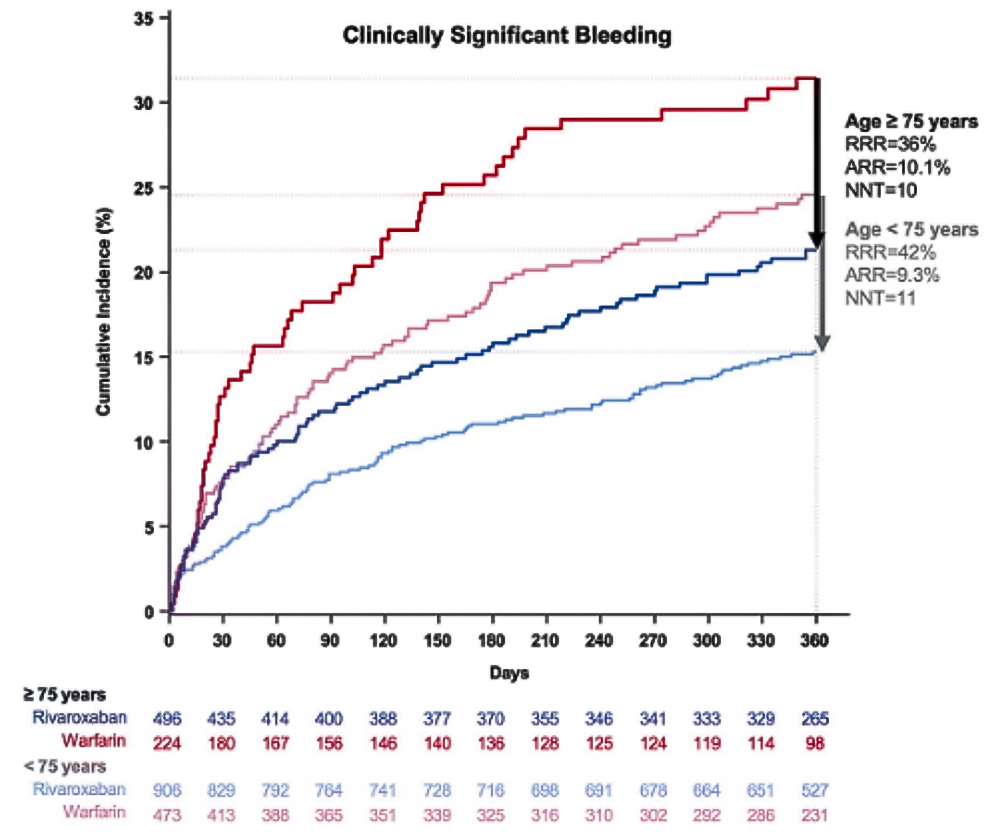 Clinically Significant Bleeding
35
30
25
20
15
10
5
0
Cumulative Incidence (%)
Age ≥ 75 years
RRR=36%
ARR=10.1%
NNT=10
Age < 75 years
RRR=42%
ARR=9.3%
NNT=11
0 30 60 90 120 150 180 210 240 270 300 330 360
Days
≥ 75 years
Rivaroxaban 496 435 414 400 388 377 370 355 346 341 333 329 265
Warfarin 224 180 167 156 146 140 136 128 125 124 119 114 98
< 75 years
Rivaroxaban 906 829 792 764 741 728 716 698 691 678 664 651 527
Warfarin 473 413 388 365 351 339 325 316 310 302 292 286 231